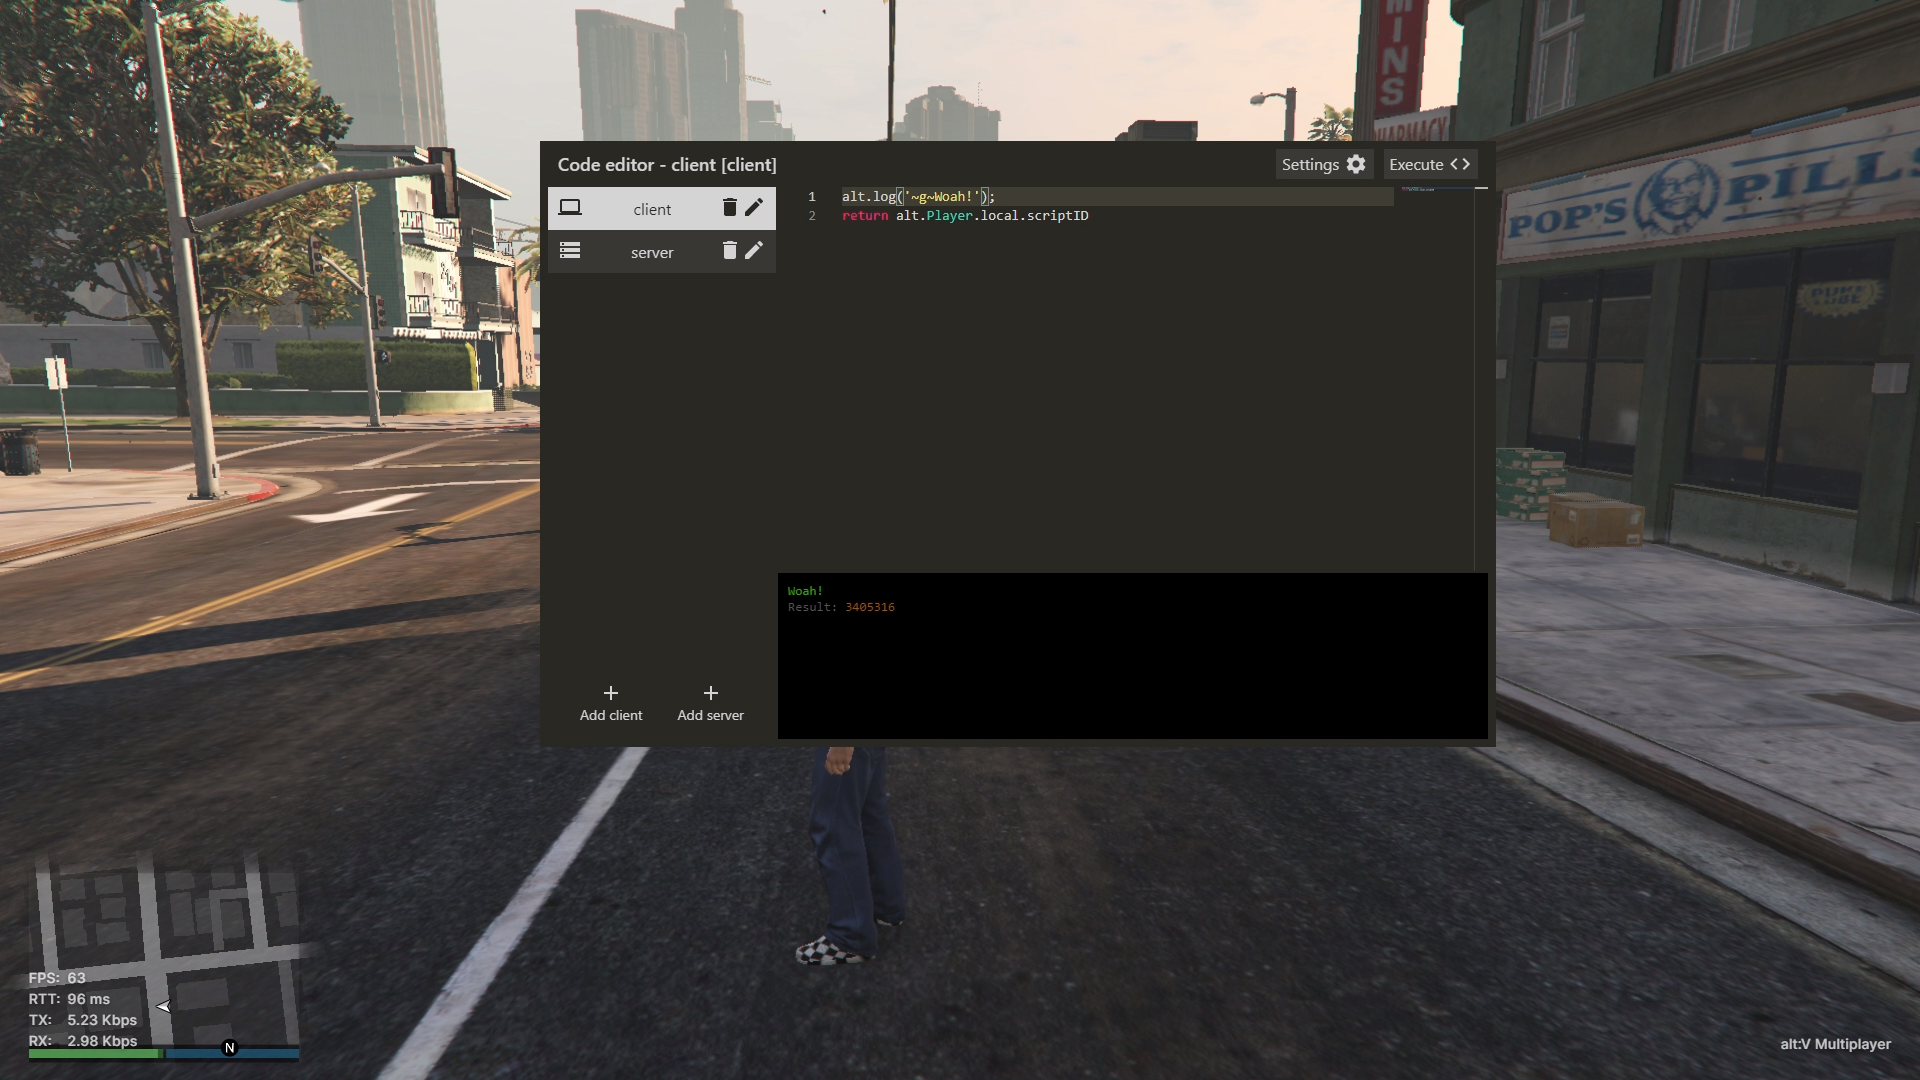 MINS
PHARMACY
POP'S PILLS
Code editor - client [client]
Settings
Execute <>
client
server
1 alt.log('~g~Woah!');
2 return alt.Player.local.scriptID
Woah!
Result: 3405316
+ +
Add client Add server
FPS: 63
RTT: 96 ms
TX: 5.23 Kbps
RX: 2.98 Kbps
N
alt:V Multiplayer